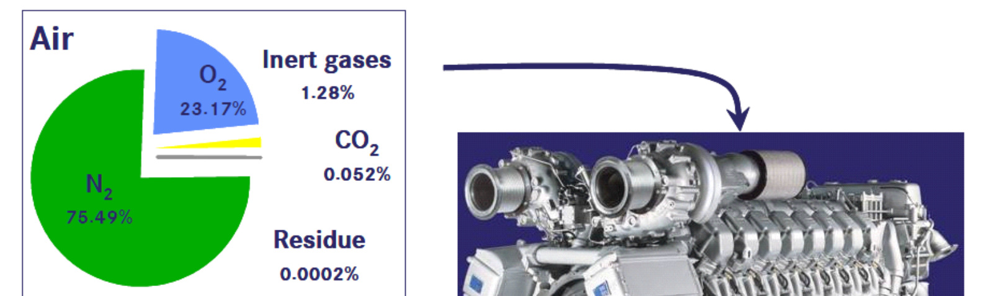 Air
O₂
23.17%
Inert gases
1.28%
CO₂
0.052%
N₂
75.49%
Residue
0.0002%